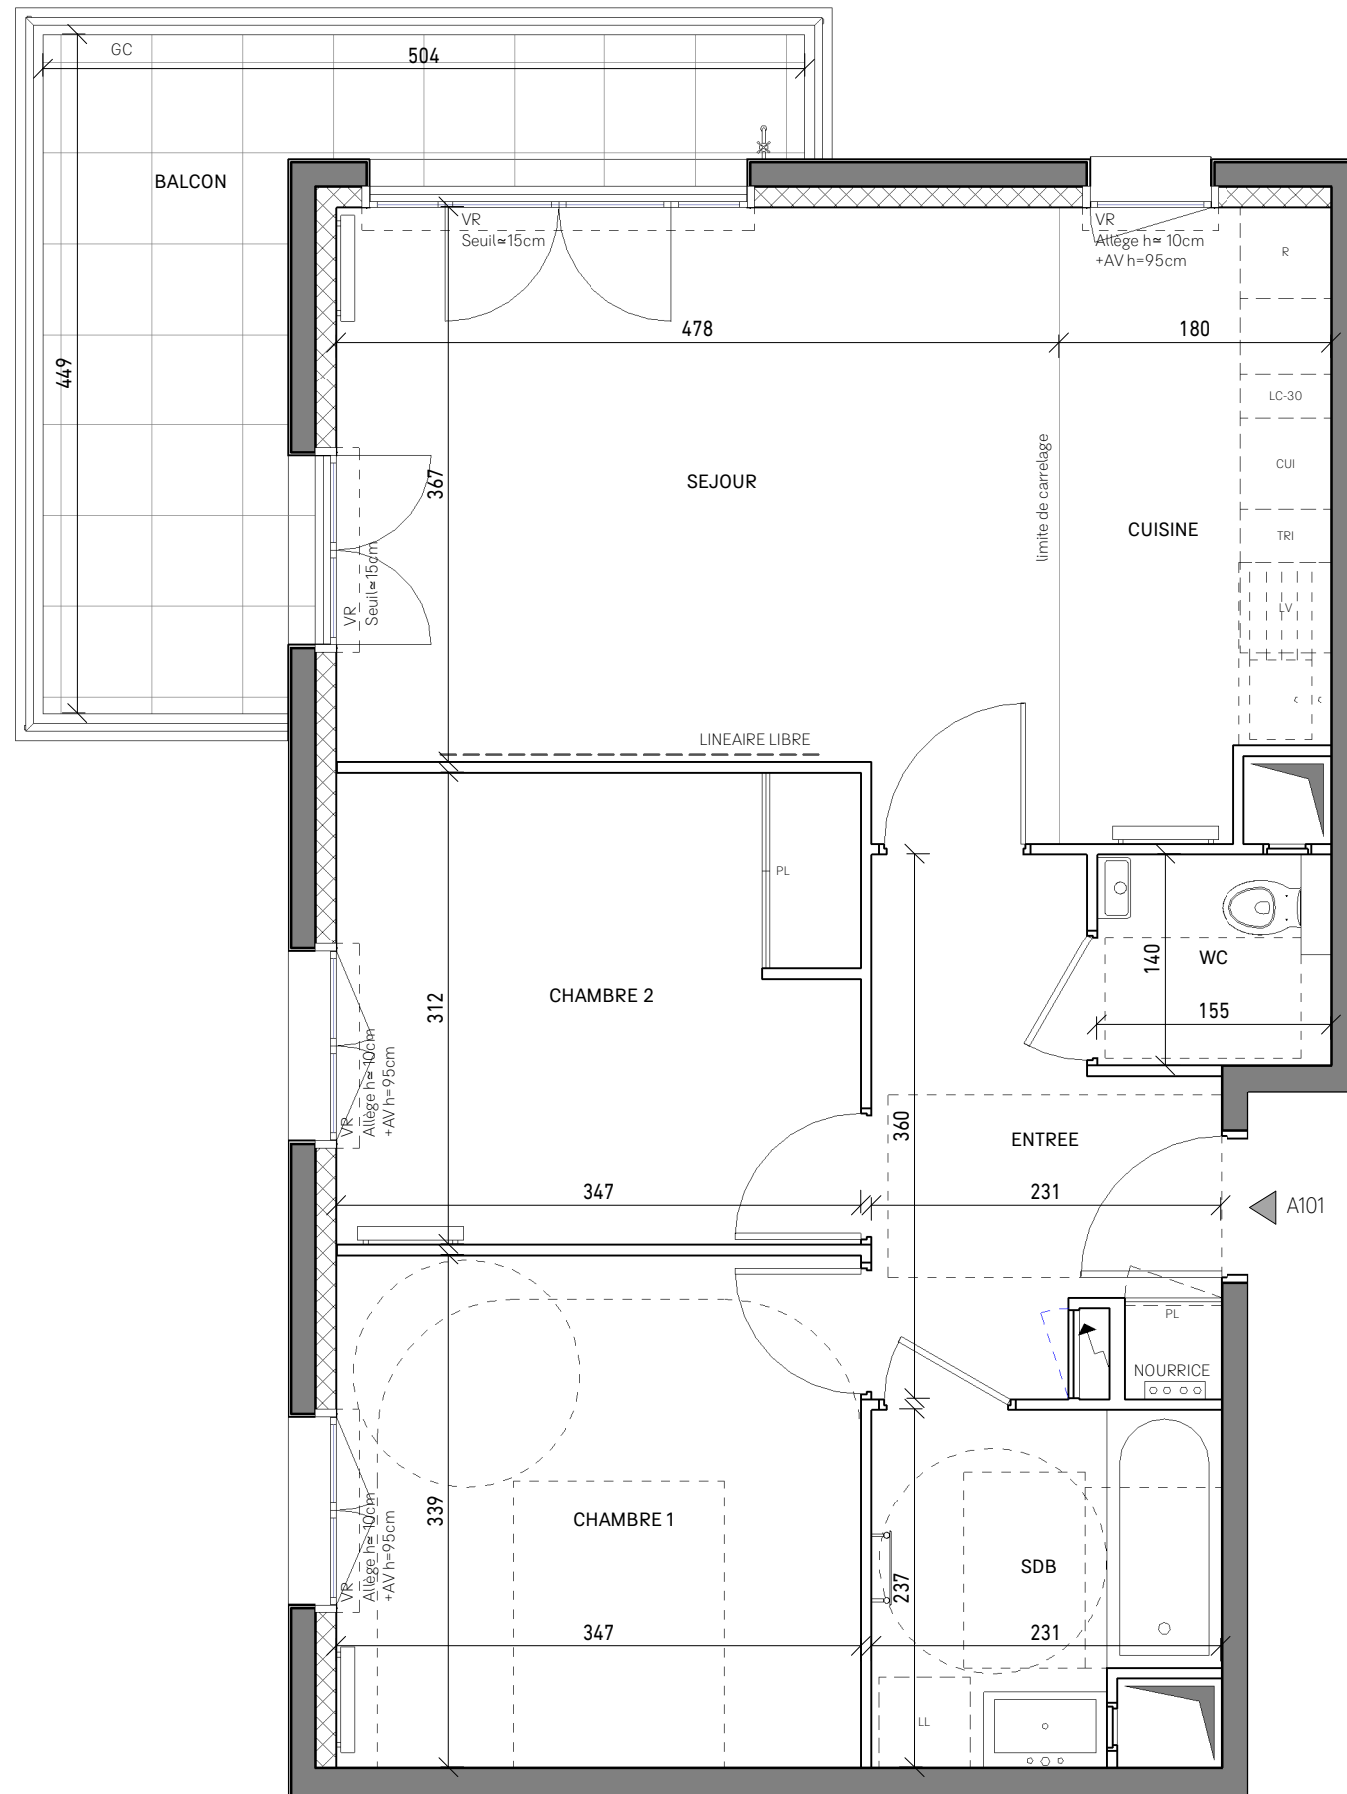 GC
504
BALCON
449
VR
Seuil≃15cm
VR
Allège h≃ 10cm
+AV h=95cm
R
478
180
LC-30
limite de carrelage
367
SEJOUR
CUI
CUISINE
TRI
VR
Seuil≃15cm
LV
LINEAIRE LIBRE
PL
CHAMBRE 2
312
VR
Allège h≃ 10cm
+AV h=95cm
140
WC
155
360
ENTREE
347
231
A101
PL
NOURRICE
339
CHAMBRE 1
VR
Allège h≃ 10cm
+AV h=95cm
237
SDB
347
231
LL